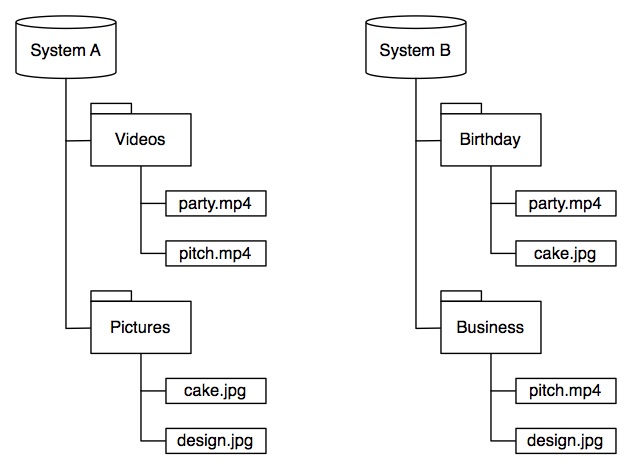 System A
Videos
party.mp4
pitch.mp4
Pictures
cake.jpg
design.jpg
System B
Birthday
party.mp4
cake.jpg
Business
pitch.mp4
design.jpg